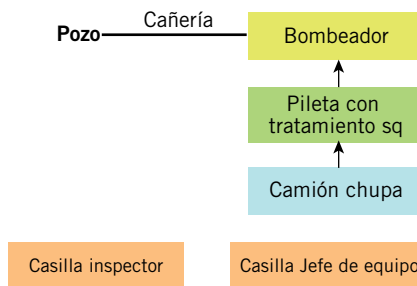 Cañería
Pozo
Bombeador
Pileta con
tratamiento sq
Camión chupa
Casilla inspector
Casilla Jefe de equipo